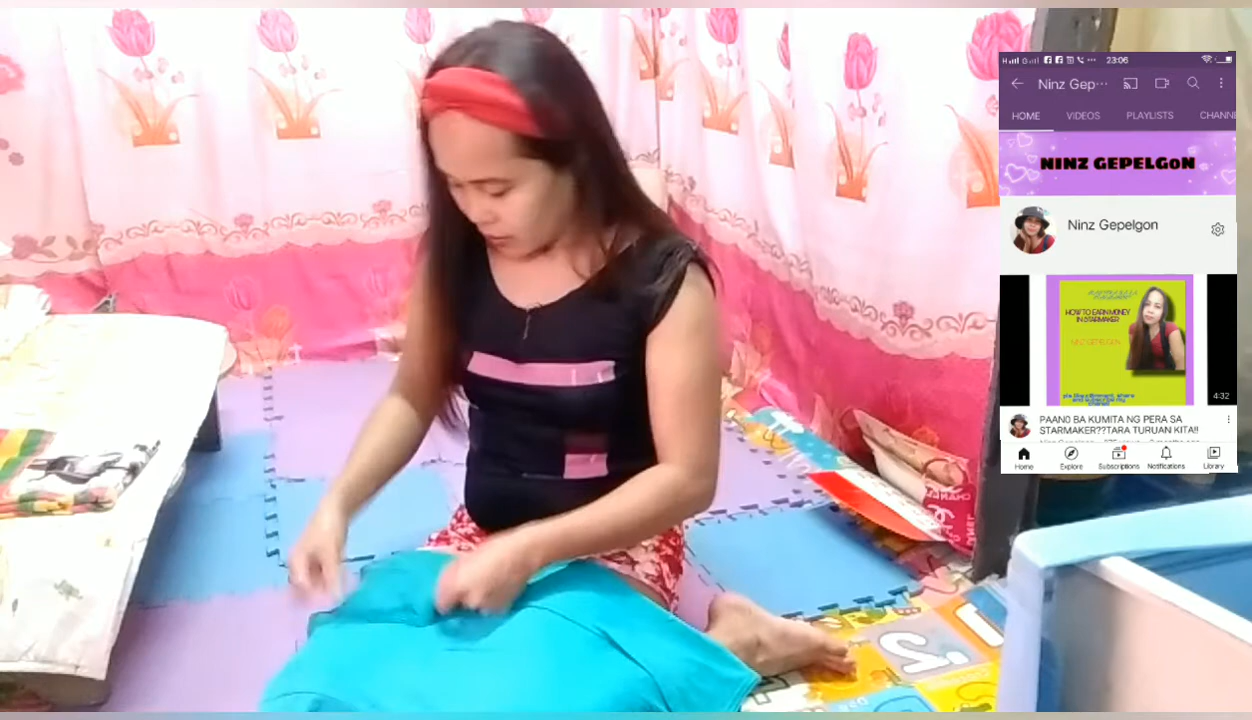 23:06
Ninz Gep···
HOME VIDEOS PLAYLISTS CHANN
NINZ GEPELGoN
Ninz Gepelgon
HOW TO EARN MONEY
IN STARMAKER
NINZ GEPELGON
4:32
PAANO BA KUMITA NG PERA SA
STARMAKER???TARA TURUAN KITA!!
Home Explore Subscriptions Notifications Library